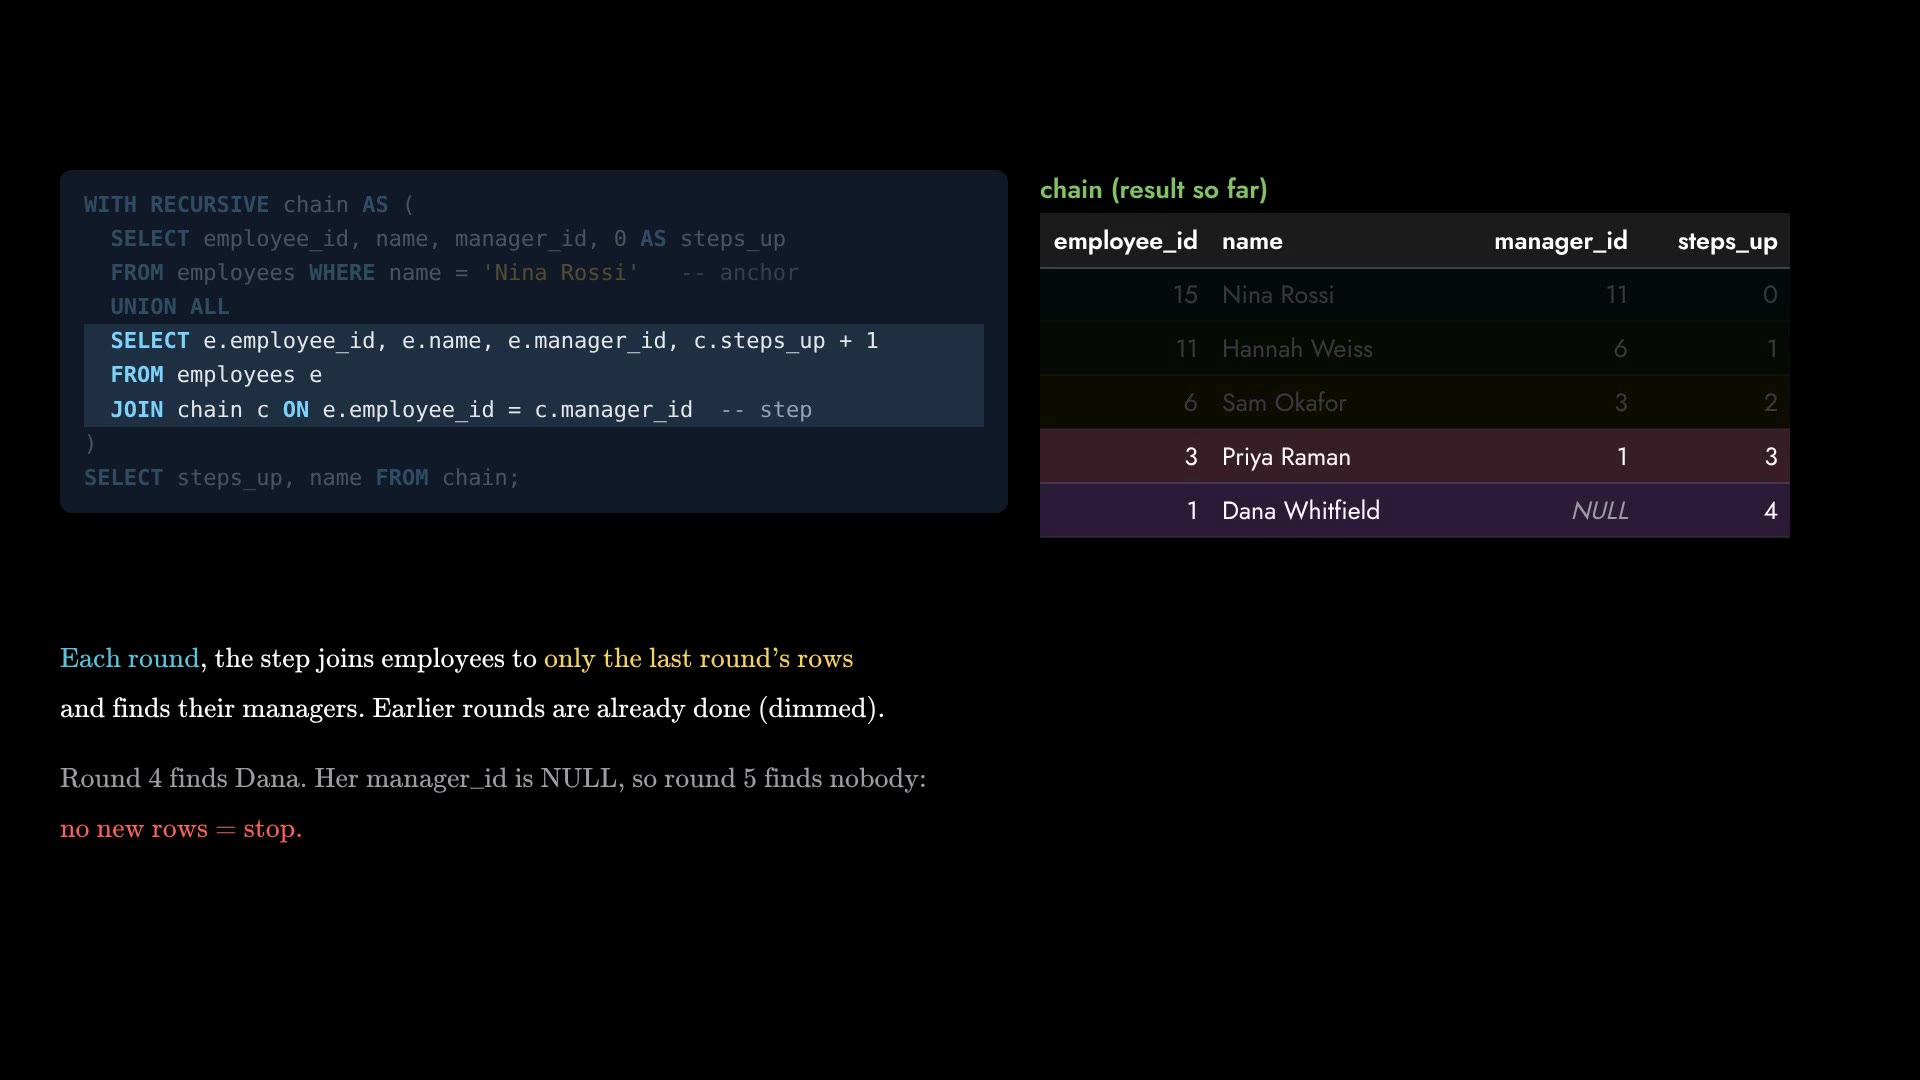 WITH RECURSIVE chain AS (
  SELECT employee_id, name, manager_id, 0 AS steps_up
  FROM employees WHERE name = 'Nina Rossi'   -- anchor
  UNION ALL
  SELECT e.employee_id, e.name, e.manager_id, c.steps_up + 1
  FROM employees e
  JOIN chain c ON e.employee_id = c.manager_id  -- step
)
SELECT steps_up, name FROM chain;
chain (result so far)
employee_id name manager_id steps_up
15 Nina Rossi 11 0
11 Hannah Weiss 6 1
6 Sam Okafor 3 2
3 Priya Raman 1 3
1 Dana Whitfield NULL 4
Each round, the step joins employees to only the last round’s rows
and finds their managers. Earlier rounds are already done (dimmed).
Round 4 finds Dana. Her manager_id is NULL, so round 5 finds nobody:
no new rows = stop.